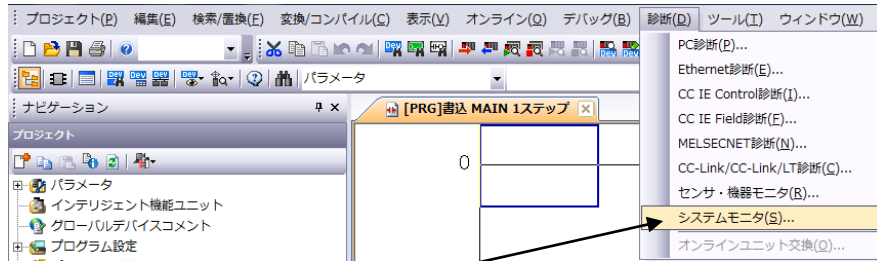 プロジェクト(P) 編集(E) 検索/置換(F) 変換/コンパイル(C) 表示(V) オンライン(O) デバッグ(B) 診断(D) ツール(T) ウィンドウ(W)
パラメータ
ナビゲーション
プロジェクト
パラメータ
インテリジェント機能ユニット
グローバルデバイスコメント
プログラム設定
[PRG]書込 MAIN 1ステップ
0
PC診断(P)...
Ethernet診断(E)...
CC IE Control診断(I)...
CC IE Field診断(F)...
MELSECNET診断(N)...
CC-Link/CC-Link/LT診断(C)...
センサ・機器モニタ(R)...
システムモニタ(S)...
オンラインユニット交換(O)...